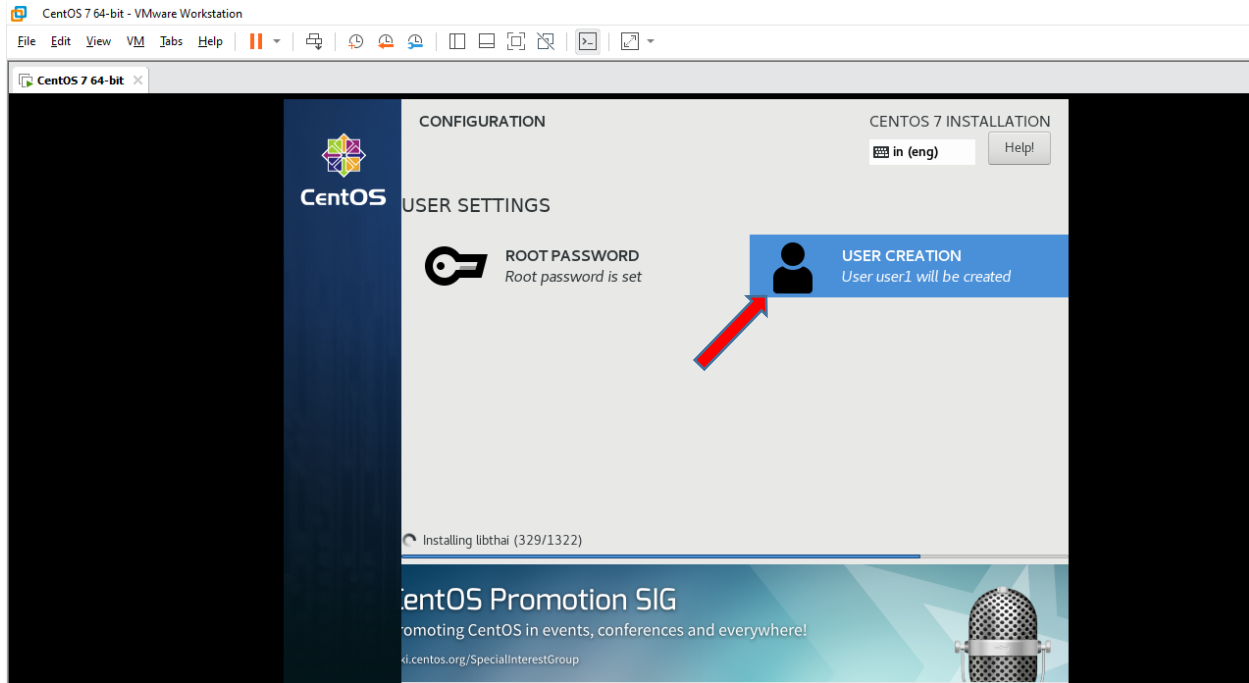 CentOS 7 64-bit - VMware Workstation
File Edit View VM Tabs Help
CentOS 7 64-bit
CONFIGURATION
CENTOS 7 INSTALLATION
in (eng)
Help!
CentOS
USER SETTINGS
ROOT PASSWORD
Root password is set
USER CREATION
User user1 will be created
Installing libthai (329/1322)
entOS Promotion SIG
romoting CentOS in events, conferences and everywhere!
ki.centos.org/SpecialInterestGroup